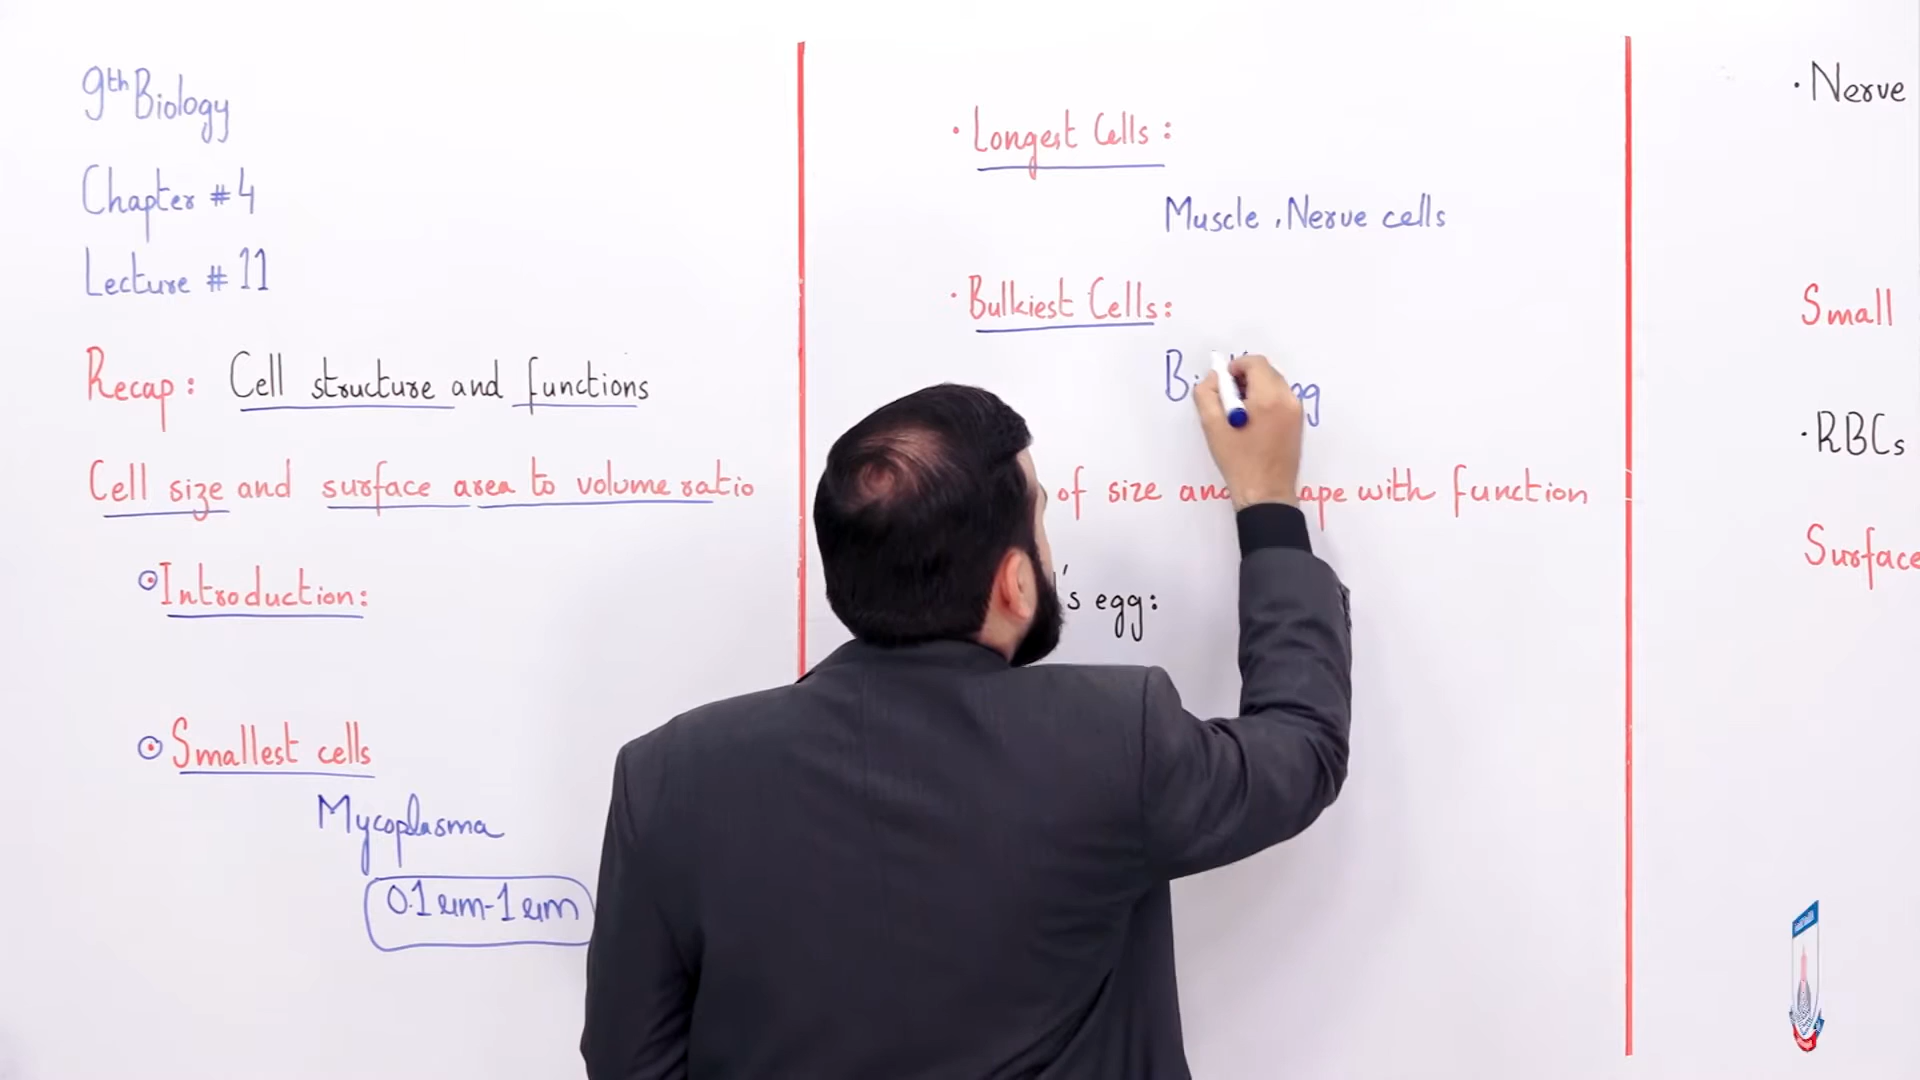 9th Biology
Chapter #4
Lecture # 11
Recap: Cell structure and functions
Cell size and surface area to volume ratio
Introduction:
Smallest cells
Mycoplasma
0.1 um-1 um
· Longest Cells:
Muscle, Nerve cells
· Bulkiest Cells:
of size and with function
's egg:
· Nerve
Small
· RBCs
Surface